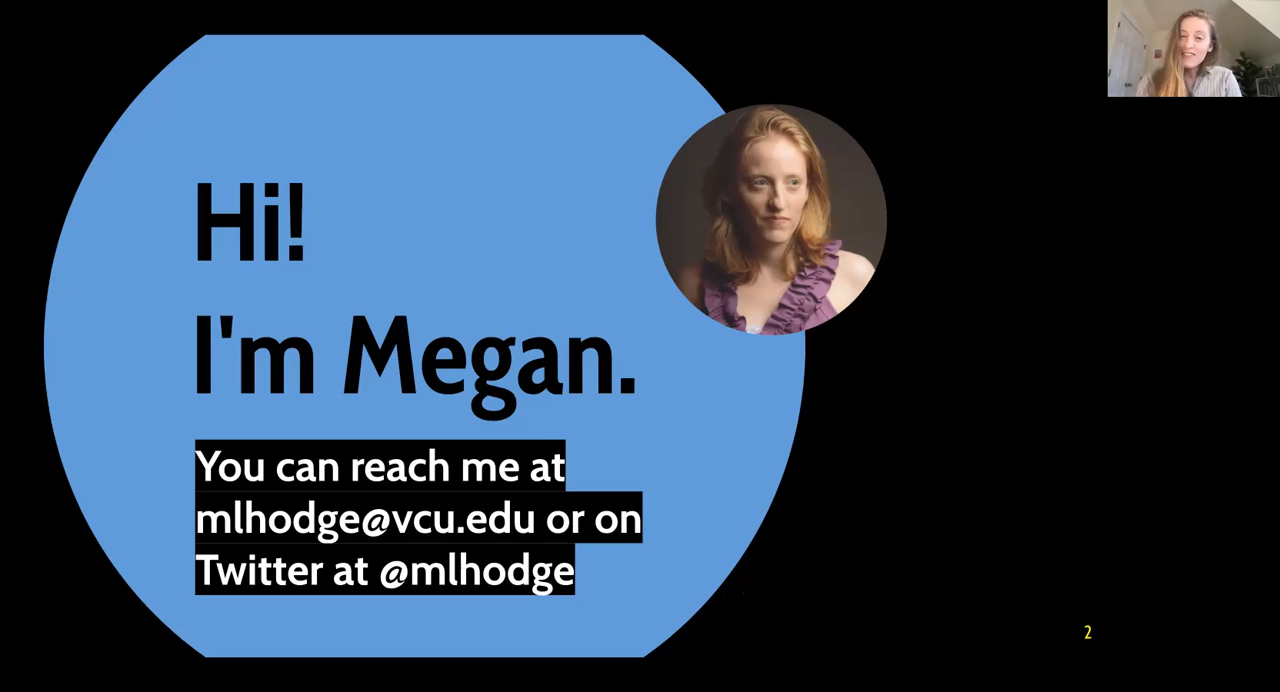 Hi!
I'm Megan.
You can reach me at
mlhodge@vcu.edu or on
Twitter at @mlhodge
2